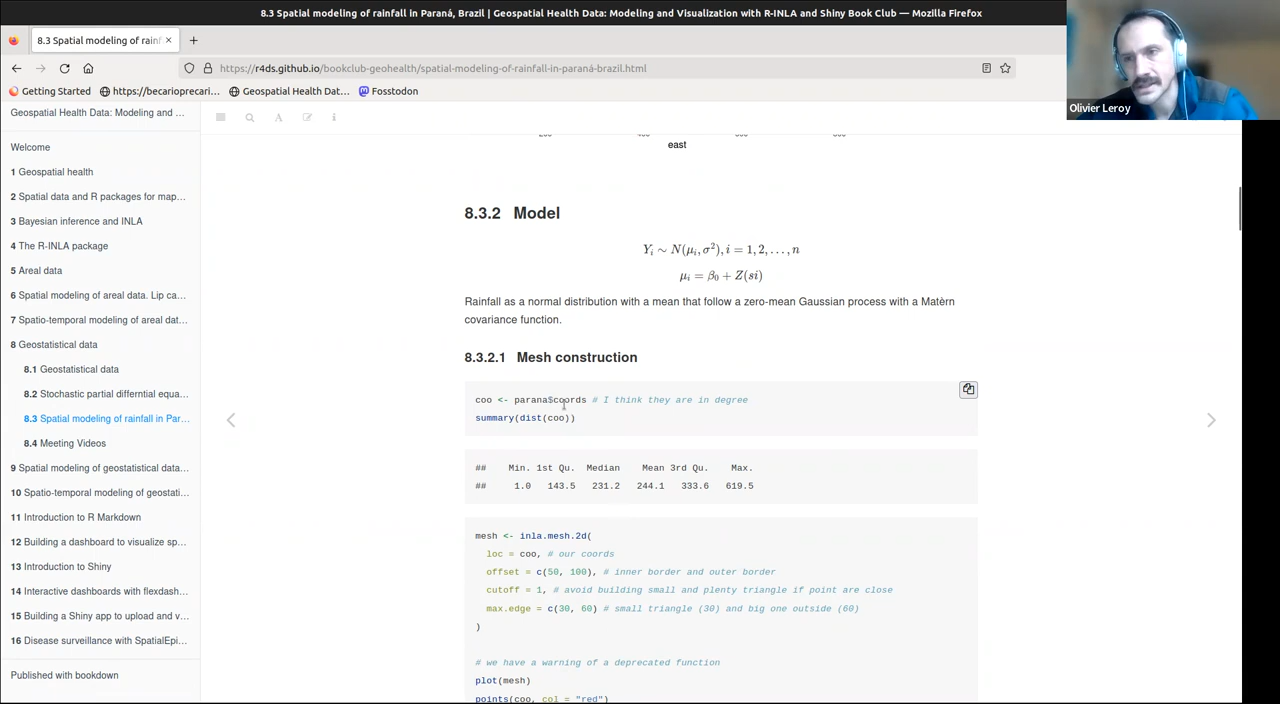 8.3 Spatial modeling of rainfall in Paraná, Brazil | Geospatial Health Data: Modeling and Visualization with R-INLA and Shiny Book Club — Mozilla Firefox
8.3 Spatial modeling of rainf
https://r4ds.github.io/bookclub-geohealth/spatial-modeling-of-rainfall-in-paraná-brazil.html
Getting Started
https://becarioprecari...
Geospatial Health Dat...
Fosstodon
Olivier Leroy
Geospatial Health Data: Modeling and ...
Welcome
1 Geospatial health
2 Spatial data and R packages for map...
3 Bayesian inference and INLA
4 The R-INLA package
5 Areal data
6 Spatial modeling of areal data. Lip ca...
7 Spatio-temporal modeling of areal dat...
8 Geostatistical data
8.1 Geostatistical data
8.2 Stochastic partial differntial equa...
8.3 Spatial modeling of rainfall in Par...
8.4 Meeting Videos
9 Spatial modeling of geostatistical data...
10 Spatio-temporal modeling of geostati...
11 Introduction to R Markdown
12 Building a dashboard to visualize sp...
13 Introduction to Shiny
14 Interactive dashboards with flexdash...
15 Building a Shiny app to upload and v...
16 Disease surveillance with SpatialEpi...
Published with bookdown
east
8.3.2 Model
Y_i ∼ N(μ_i, σ^2), i = 1, 2, . . . , n
μ_i = β_0 + Z(si)
Rainfall as a normal distribution with a mean that follow a zero-mean Gaussian process with a Matèrn
covariance function.
8.3.2.1 Mesh construction
coo <- parana$coords # I think they are in degree
summary(dist(coo))
## Min. 1st Qu. Median Mean 3rd Qu. Max.
## 1.0 143.5 231.2 244.1 333.6 619.5
mesh <- inla.mesh.2d(
loc = coo, # our coords
offset = c(50, 100), # inner border and outer border
cutoff = 1, # avoid building small and plenty triangle if point are close
max.edge = c(30, 60) # small triangle (30) and big one outside (60)
)
# we have a warning of a deprecated function
plot(mesh)
points(coo, col = "red")